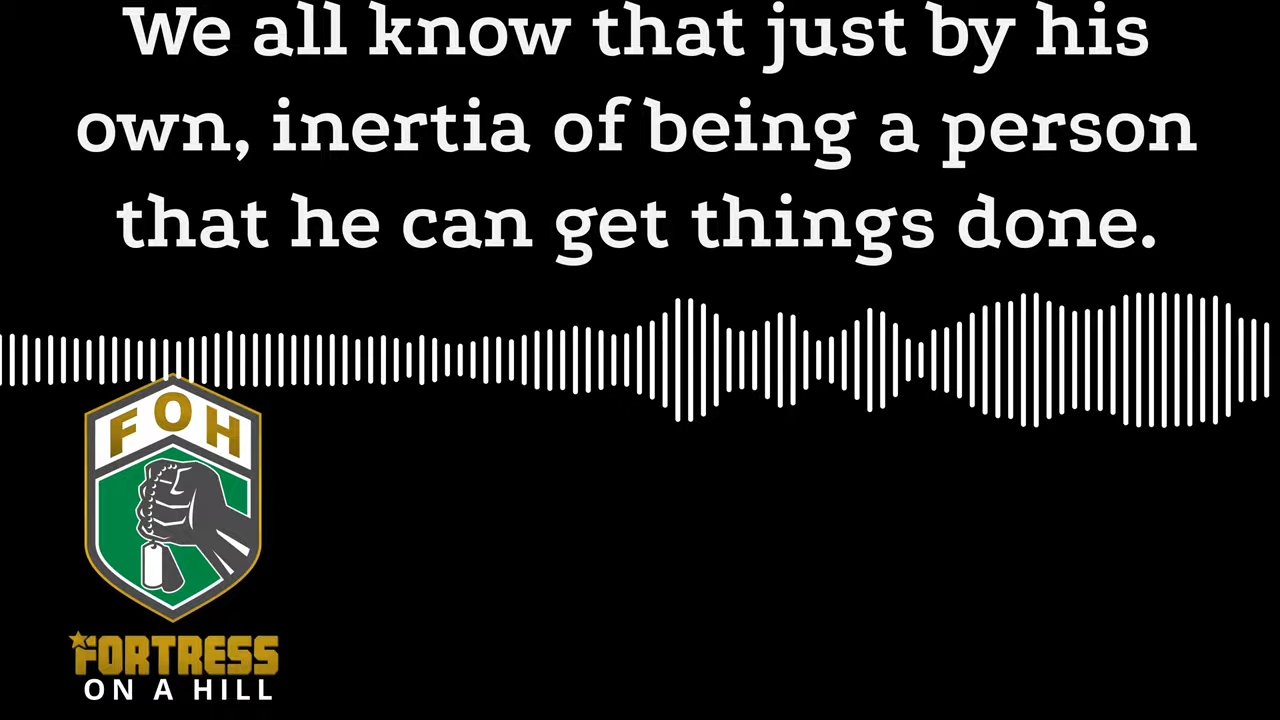 We all know that just by his
own, inertia of being a person
that he can get things done.
FOH
FORTRESS
ON A HILL